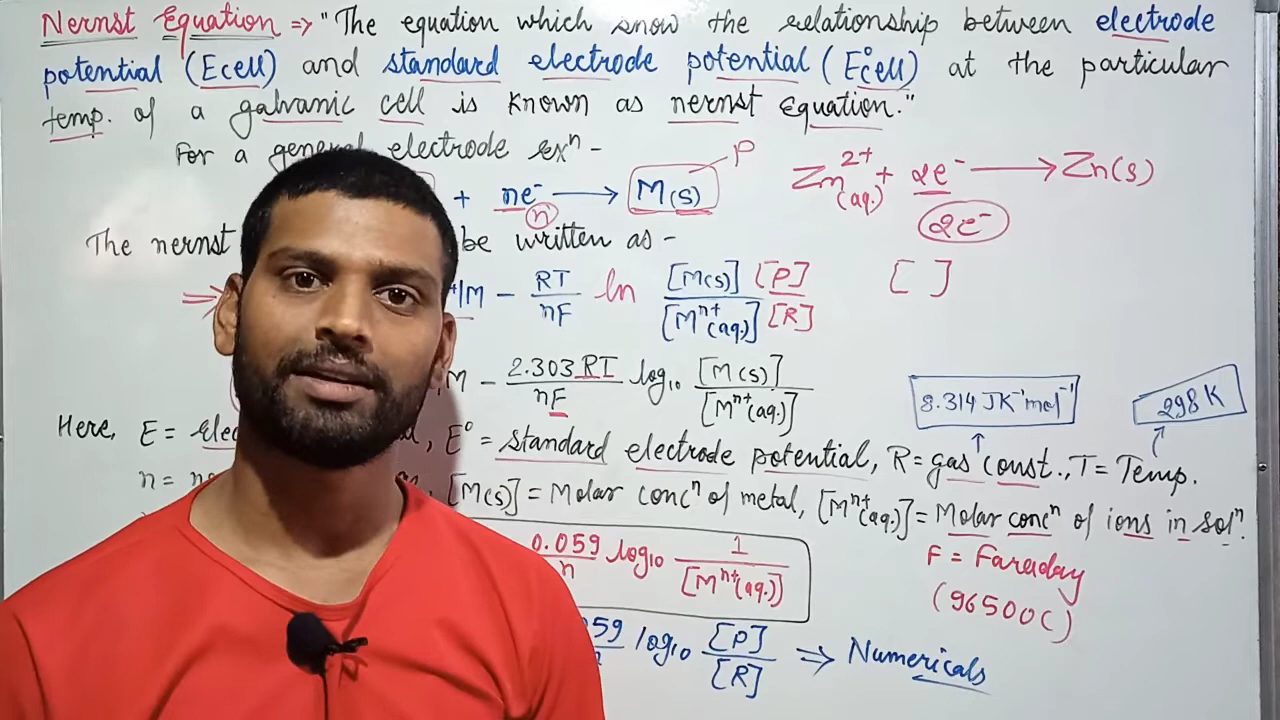 Nernst Equation ⇒ "The equation which show the relationship between electrode
potential (Ecell) and standard electrode potential (E°cell) at the particular
temp. of a galvanic cell is known as nernst Equation."
For a general electrode exⁿ -
+ ne⁻ → M(s) P
n
Zn²⁺(aq.) + 2e⁻ → Zn(s)
2e⁻
The nernst be written as -
⇒ M - RT/nF ln [M(s)]/[Mⁿ⁺(aq.)] [P]/[R] [ ]
M - 2.303 RT/nF log₁₀ [M(s)]/[Mⁿ⁺(aq.)]
8.314 JK⁻¹mol⁻¹ 298 K
Here, E = , E° = standard electrode potential, R = gas const., T = Temp.
n = [M(s)] = Molar concⁿ of metal, [Mⁿ⁺(aq.)] = Molar concⁿ of ions in solⁿ.
F = Faraday
(96500C)
0.059/n log₁₀ 1/[Mⁿ⁺(aq.)]
59 log₁₀ [P]/[R] ⇒ Numericals